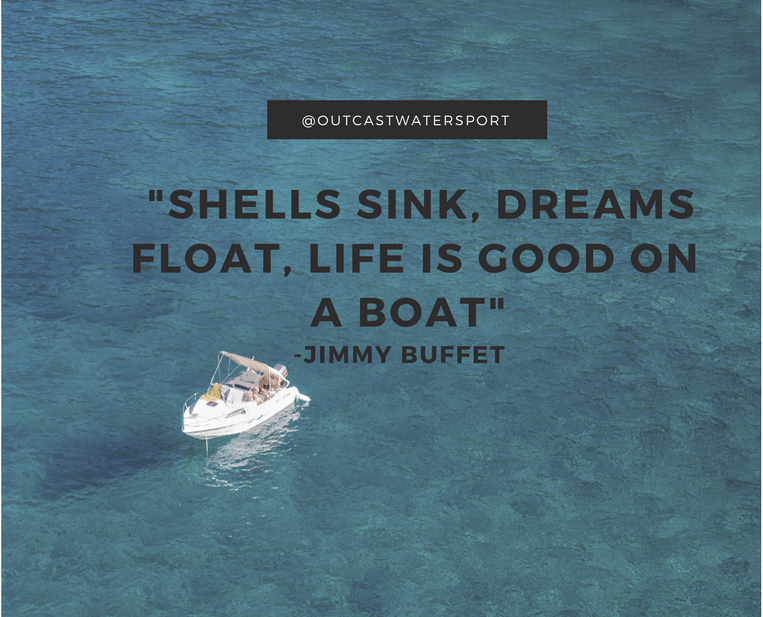 @OUTCASTWATERSPORT
"SHELLS SINK, DREAMS
FLOAT, LIFE IS GOOD ON
A BOAT"
-JIMMY BUFFET